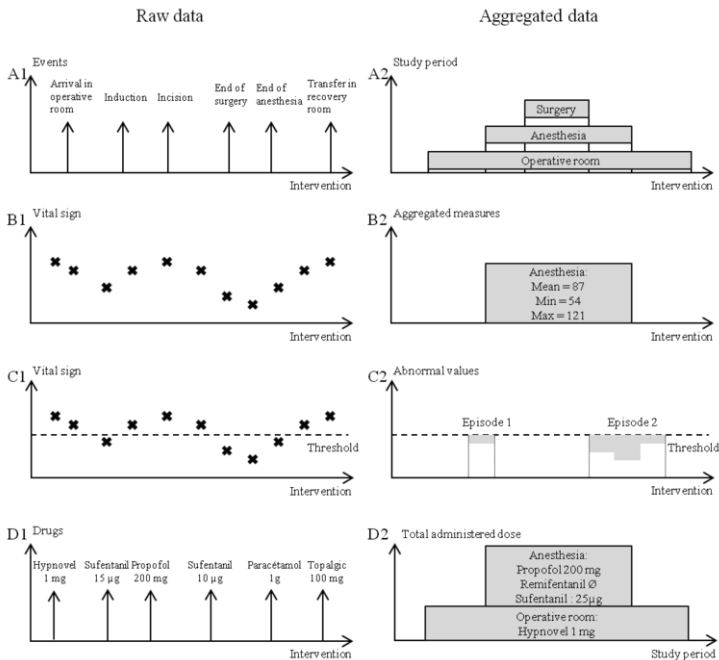 Raw data
Aggregated data
A1
Events
Arrival in
operative
room
Induction
Incision
End of
surgery
End of
anesthesia
Transfer in
recovery
room
Intervention
A2
Study period
Surgery
Anesthesia
Operative room
Intervention
B1
Vital sign
Intervention
B2
Aggregated measures
Anesthesia:
Mean = 87
Min = 54
Max = 121
Intervention
C1
Vital sign
Threshold
Intervention
C2
Abnormal values
Episode 1
Episode 2
Threshold
Intervention
D1
Drugs
Hypnovel
1 mg
Sufentanil
15 µg
Propofol
200 mg
Sufentanil
10 µg
Paracétamol
1g
Topalgic
100 mg
Intervention
D2
Total administered dose
Anesthesia:
Propofol 200 mg
Remifentanil Ø
Sufentanil : 25µg
Operative room:
Hypnovel 1 mg
Study period